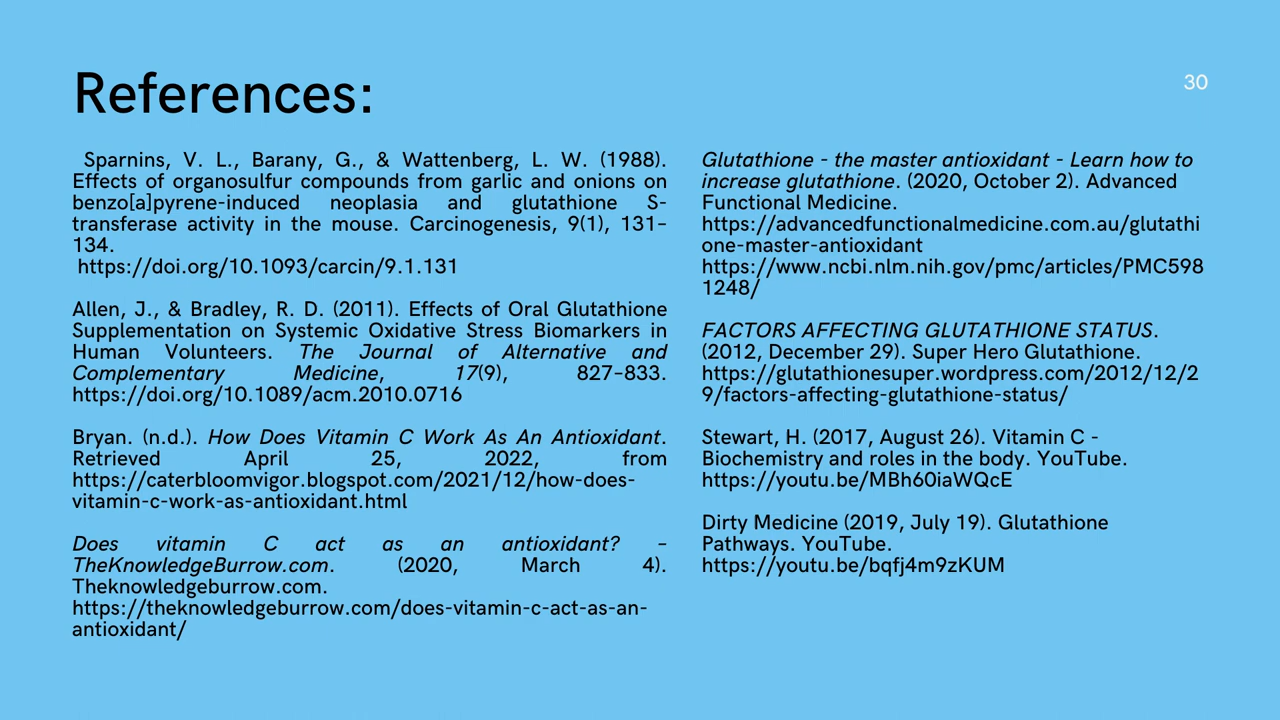 References:
30
Sparnins, V. L., Barany, G., & Wattenberg, L. W. (1988).
Effects of organosulfur compounds from garlic and onions on
benzo[a]pyrene-induced neoplasia and glutathione S-
transferase activity in the mouse. Carcinogenesis, 9(1), 131–
134.
https://doi.org/10.1093/carcin/9.1.131
Allen, J., & Bradley, R. D. (2011). Effects of Oral Glutathione
Supplementation on Systemic Oxidative Stress Biomarkers in
Human Volunteers. The Journal of Alternative and
Complementary Medicine, 17(9), 827–833.
https://doi.org/10.1089/acm.2010.0716
Bryan. (n.d.). How Does Vitamin C Work As An Antioxidant.
Retrieved April 25, 2022, from
https://caterbloomvigor.blogspot.com/2021/12/how-does-
vitamin-c-work-as-antioxidant.html
Does vitamin C act as an antioxidant? –
TheKnowledgeBurrow.com. (2020, March 4).
Theknowledgeburrow.com.
https://theknowledgeburrow.com/does-vitamin-c-act-as-an-
antioxidant/
Glutathione - the master antioxidant - Learn how to
increase glutathione. (2020, October 2). Advanced
Functional Medicine.
https://advancedfunctionalmedicine.com.au/glutathi
one-master-antioxidant
https://www.ncbi.nlm.nih.gov/pmc/articles/PMC598
1248/
FACTORS AFFECTING GLUTATHIONE STATUS.
(2012, December 29). Super Hero Glutathione.
https://glutathionesuper.wordpress.com/2012/12/2
9/factors-affecting-glutathione-status/
Stewart, H. (2017, August 26). Vitamin C -
Biochemistry and roles in the body. YouTube.
https://youtu.be/MBh60iaWQcE
Dirty Medicine (2019, July 19). Glutathione
Pathways. YouTube.
https://youtu.be/bqfj4m9zKUM